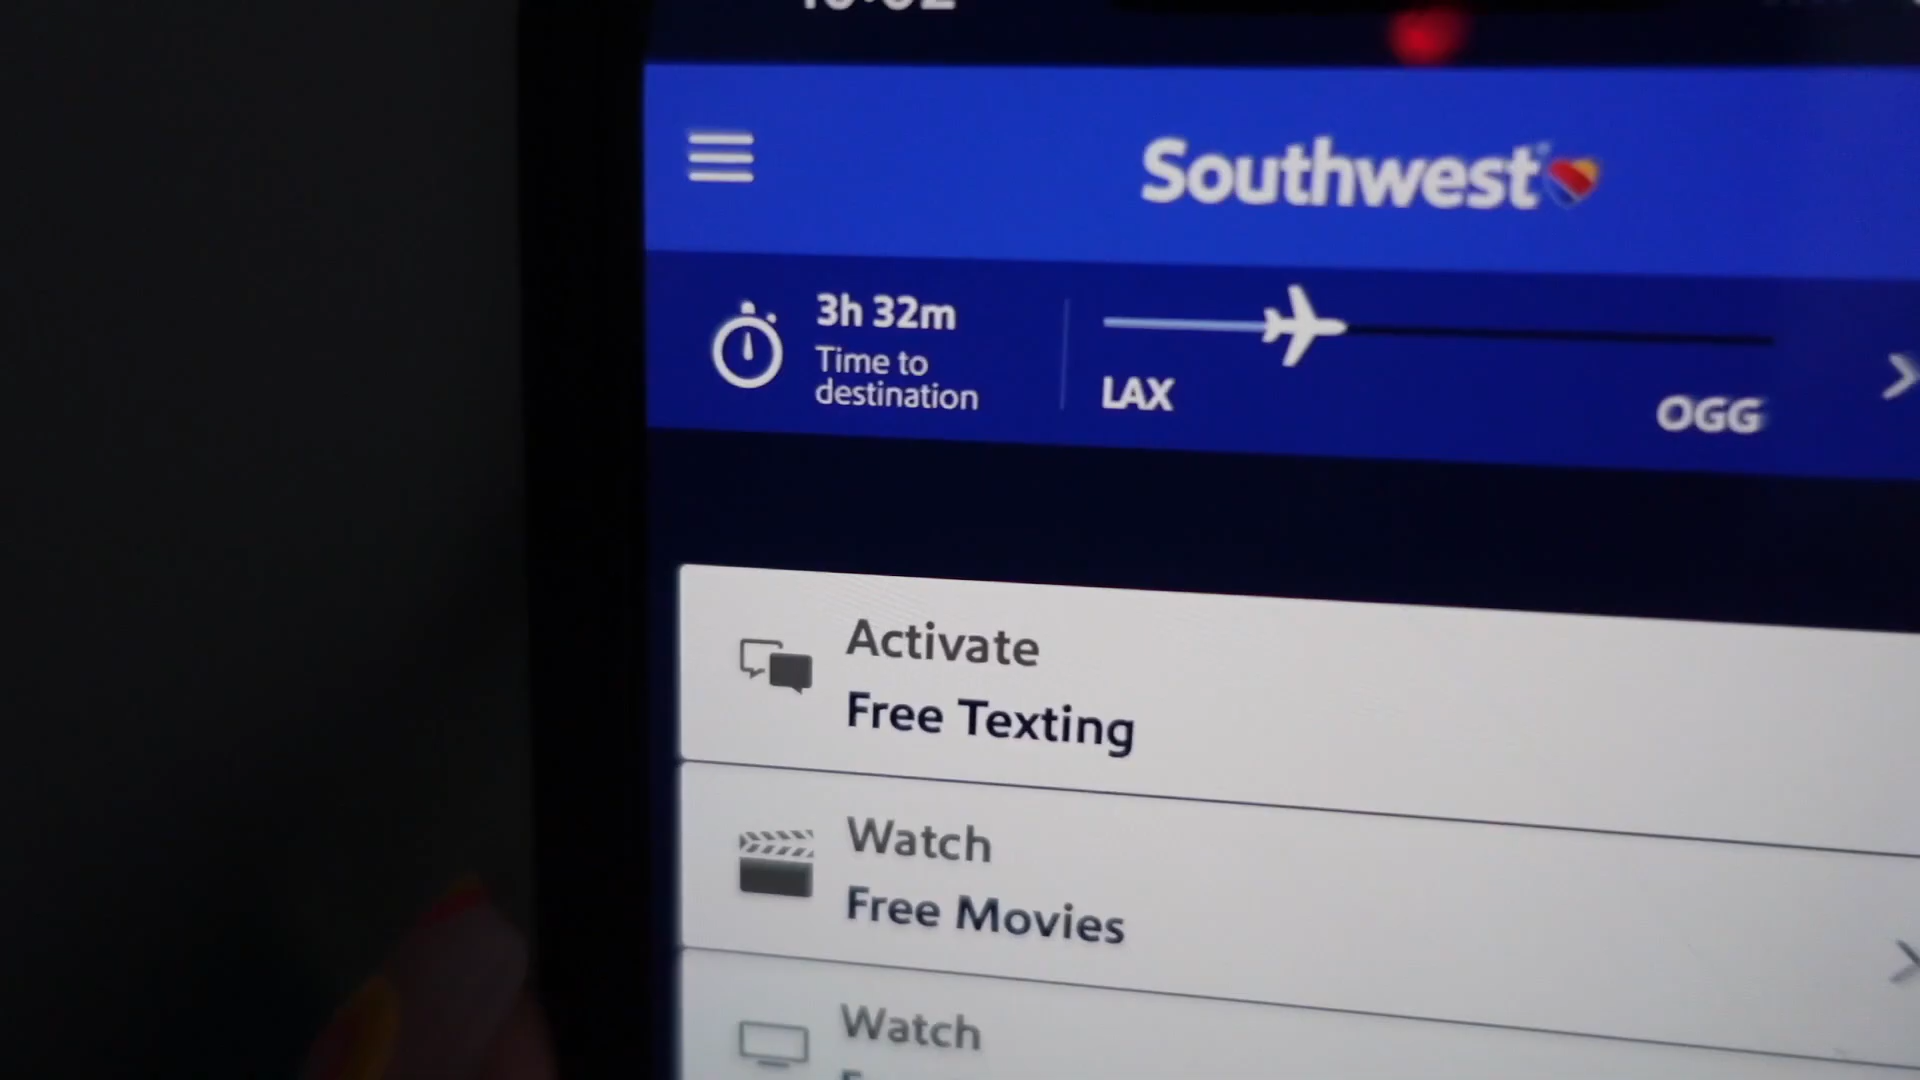 Southwest
3h 32m
Time to
destination
LAX
OGG
Activate
Free Texting
Watch
Free Movies
Watch